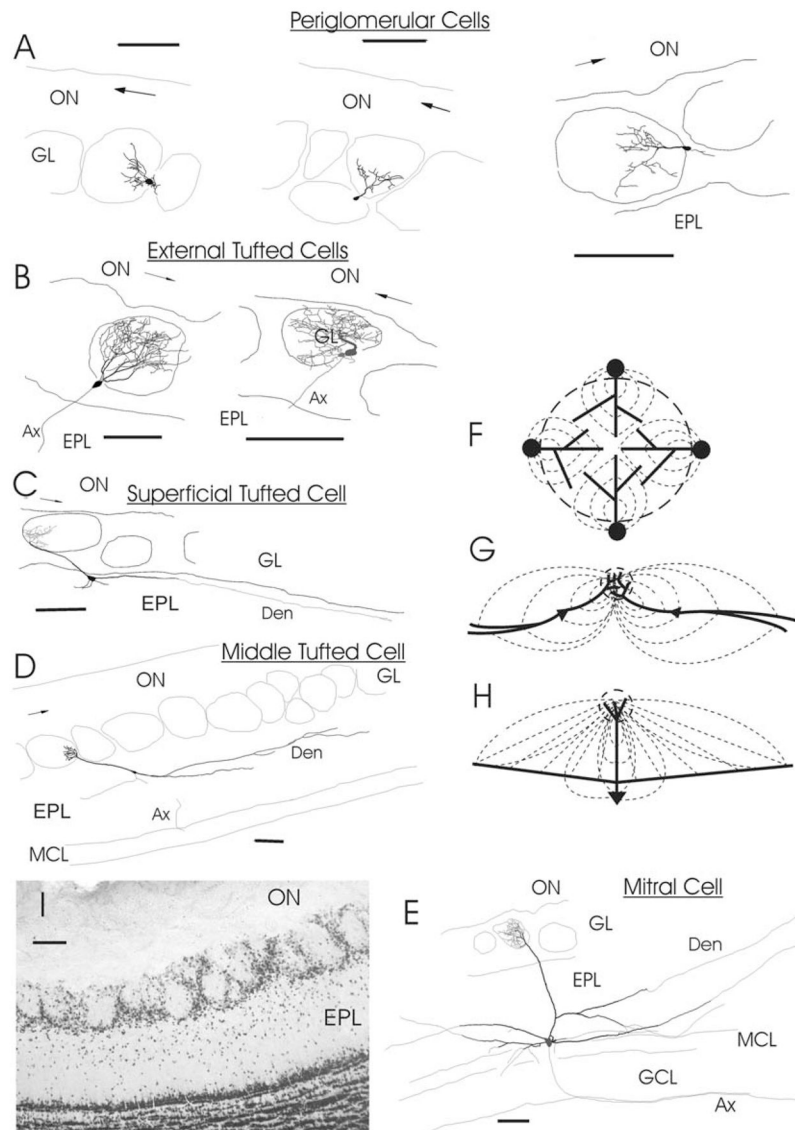 Periglomerular Cells
A
ON
ON
ON
GL
EPL
External Tufted Cells
B
ON
ON
GL
Ax
EPL
Ax
EPL
F
C
ON
Superficial Tufted Cell
GL
EPL
Den
G
D
Middle Tufted Cell
ON
GL
Den
EPL
Ax
MCL
H
I
ON
EPL
E
ON
Mitral Cell
GL
Den
EPL
MCL
GCL
Ax